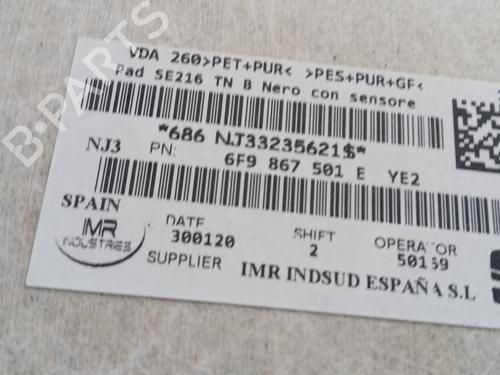 VDA 260>PET+PUR< >PES+PUR+GF<
Pad SE216 TN B Nero con sensore
*686 NJ33235621$*
NJ3 PN: 6F9 867 501 E YE2
SPAIN
IMR
INDUSTRIES
DATE
300120
SHIFT
2
OPERATOR
50169
SUPPLIER
IMR INDSUD ESPAÑA S.L
B-PARTS